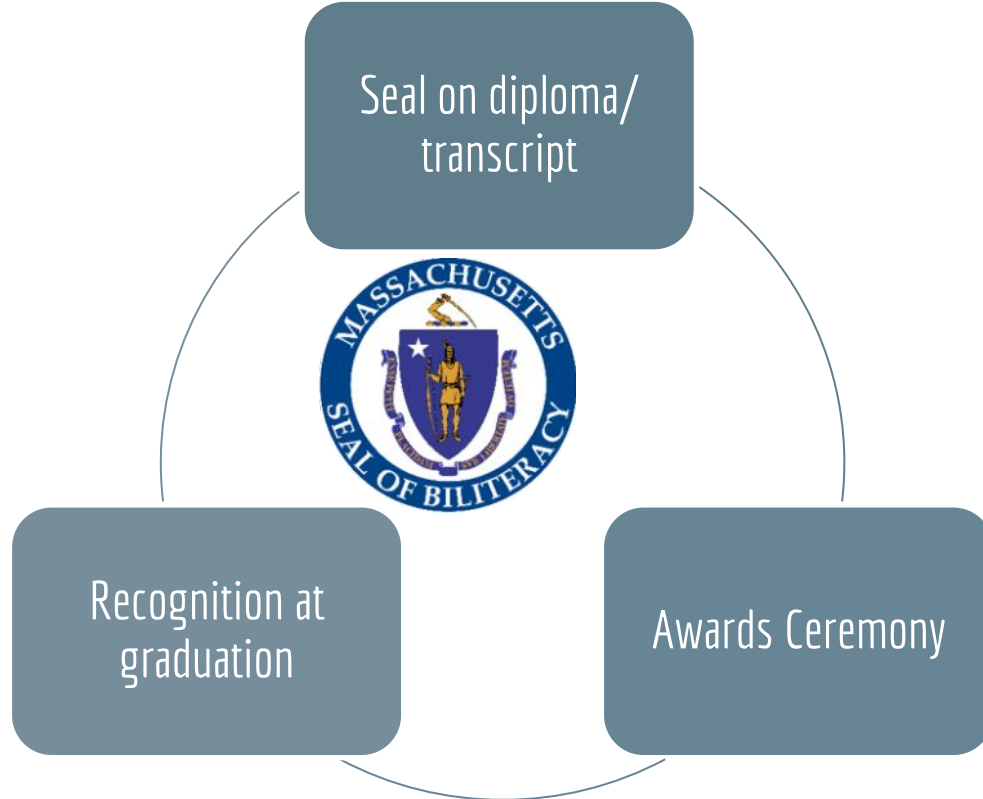 Seal on diploma/
transcript
MASSACHUSETTS
SEAL OF BILITERACY
Recognition at
graduation
Awards Ceremony